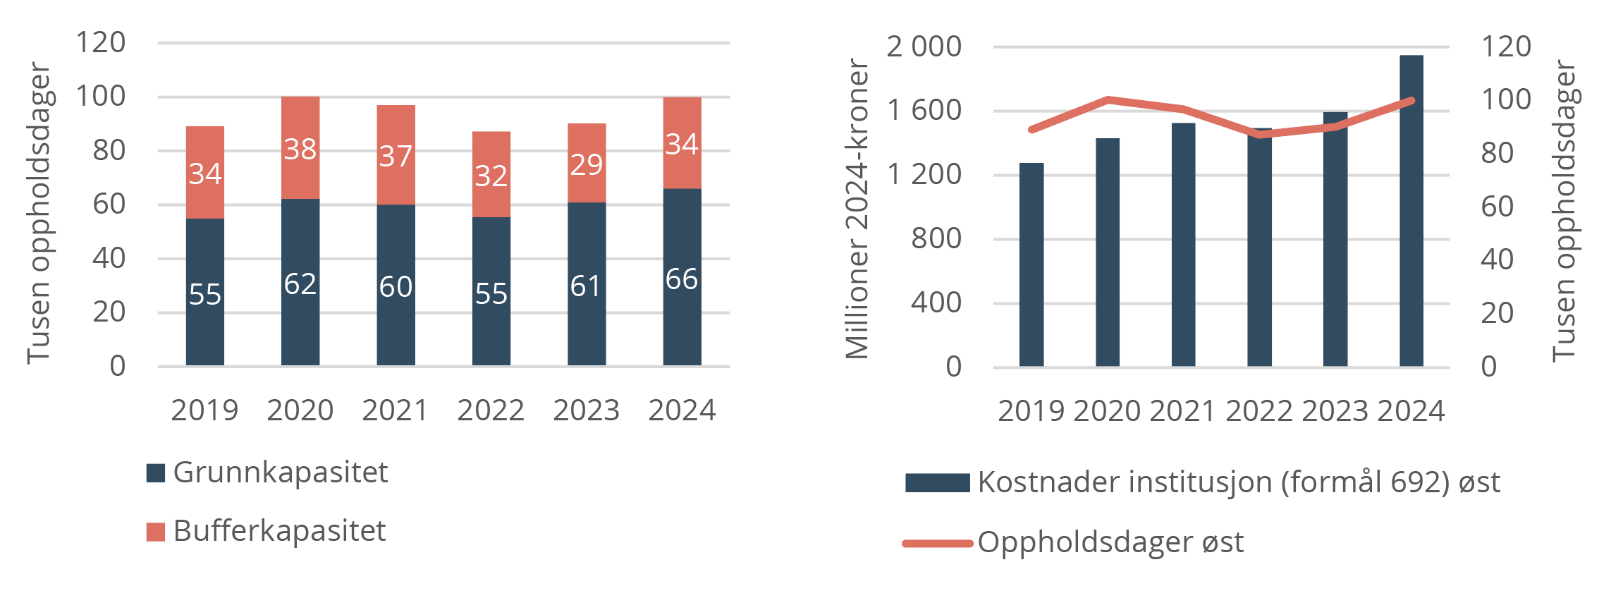 Tusen oppholdsdager
120
100
80
60
40
20
0
34 38 37 32 29 34
55 62 60 55 61 66
2019 2020 2021 2022 2023 2024
Grunnkapasitet
Bufferkapasitet
Millioner 2024-kroner
2 000
1 600
1 200
800
400
0
120
100
80
60
40
20
0
Tusen oppholdsdager
2019 2020 2021 2022 2023 2024
Kostnader institusjon (formål 692) øst
Oppholdsdager øst